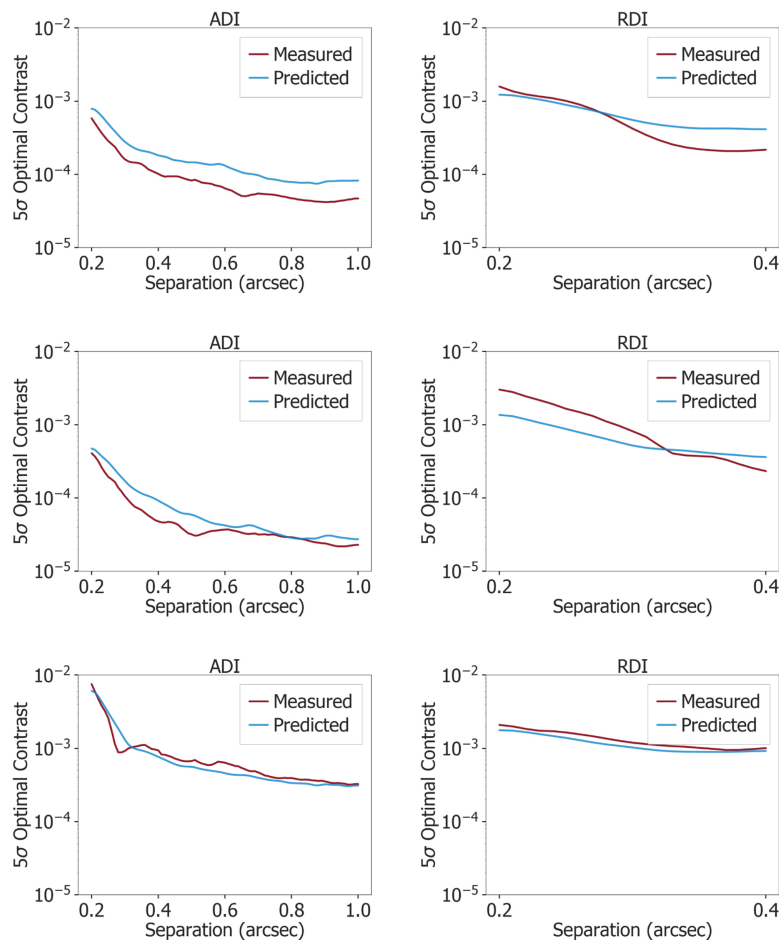 ADI
10⁻²
10⁻³
10⁻⁴
10⁻⁵
5σ Optimal Contrast
Measured
Predicted
0.2 0.4 0.6 0.8 1.0
Separation (arcsec)
RDI
10⁻²
10⁻³
10⁻⁴
10⁻⁵
5σ Optimal Contrast
Measured
Predicted
0.2 0.4
Separation (arcsec)
ADI
10⁻²
10⁻³
10⁻⁴
10⁻⁵
5σ Optimal Contrast
Measured
Predicted
0.2 0.4 0.6 0.8 1.0
Separation (arcsec)
RDI
10⁻²
10⁻³
10⁻⁴
10⁻⁵
5σ Optimal Contrast
Measured
Predicted
0.2 0.4
Separation (arcsec)
ADI
10⁻²
10⁻³
10⁻⁴
10⁻⁵
5σ Optimal Contrast
Measured
Predicted
0.2 0.4 0.6 0.8 1.0
Separation (arcsec)
RDI
10⁻²
10⁻³
10⁻⁴
10⁻⁵
5σ Optimal Contrast
Measured
Predicted
0.2 0.4
Separation (arcsec)